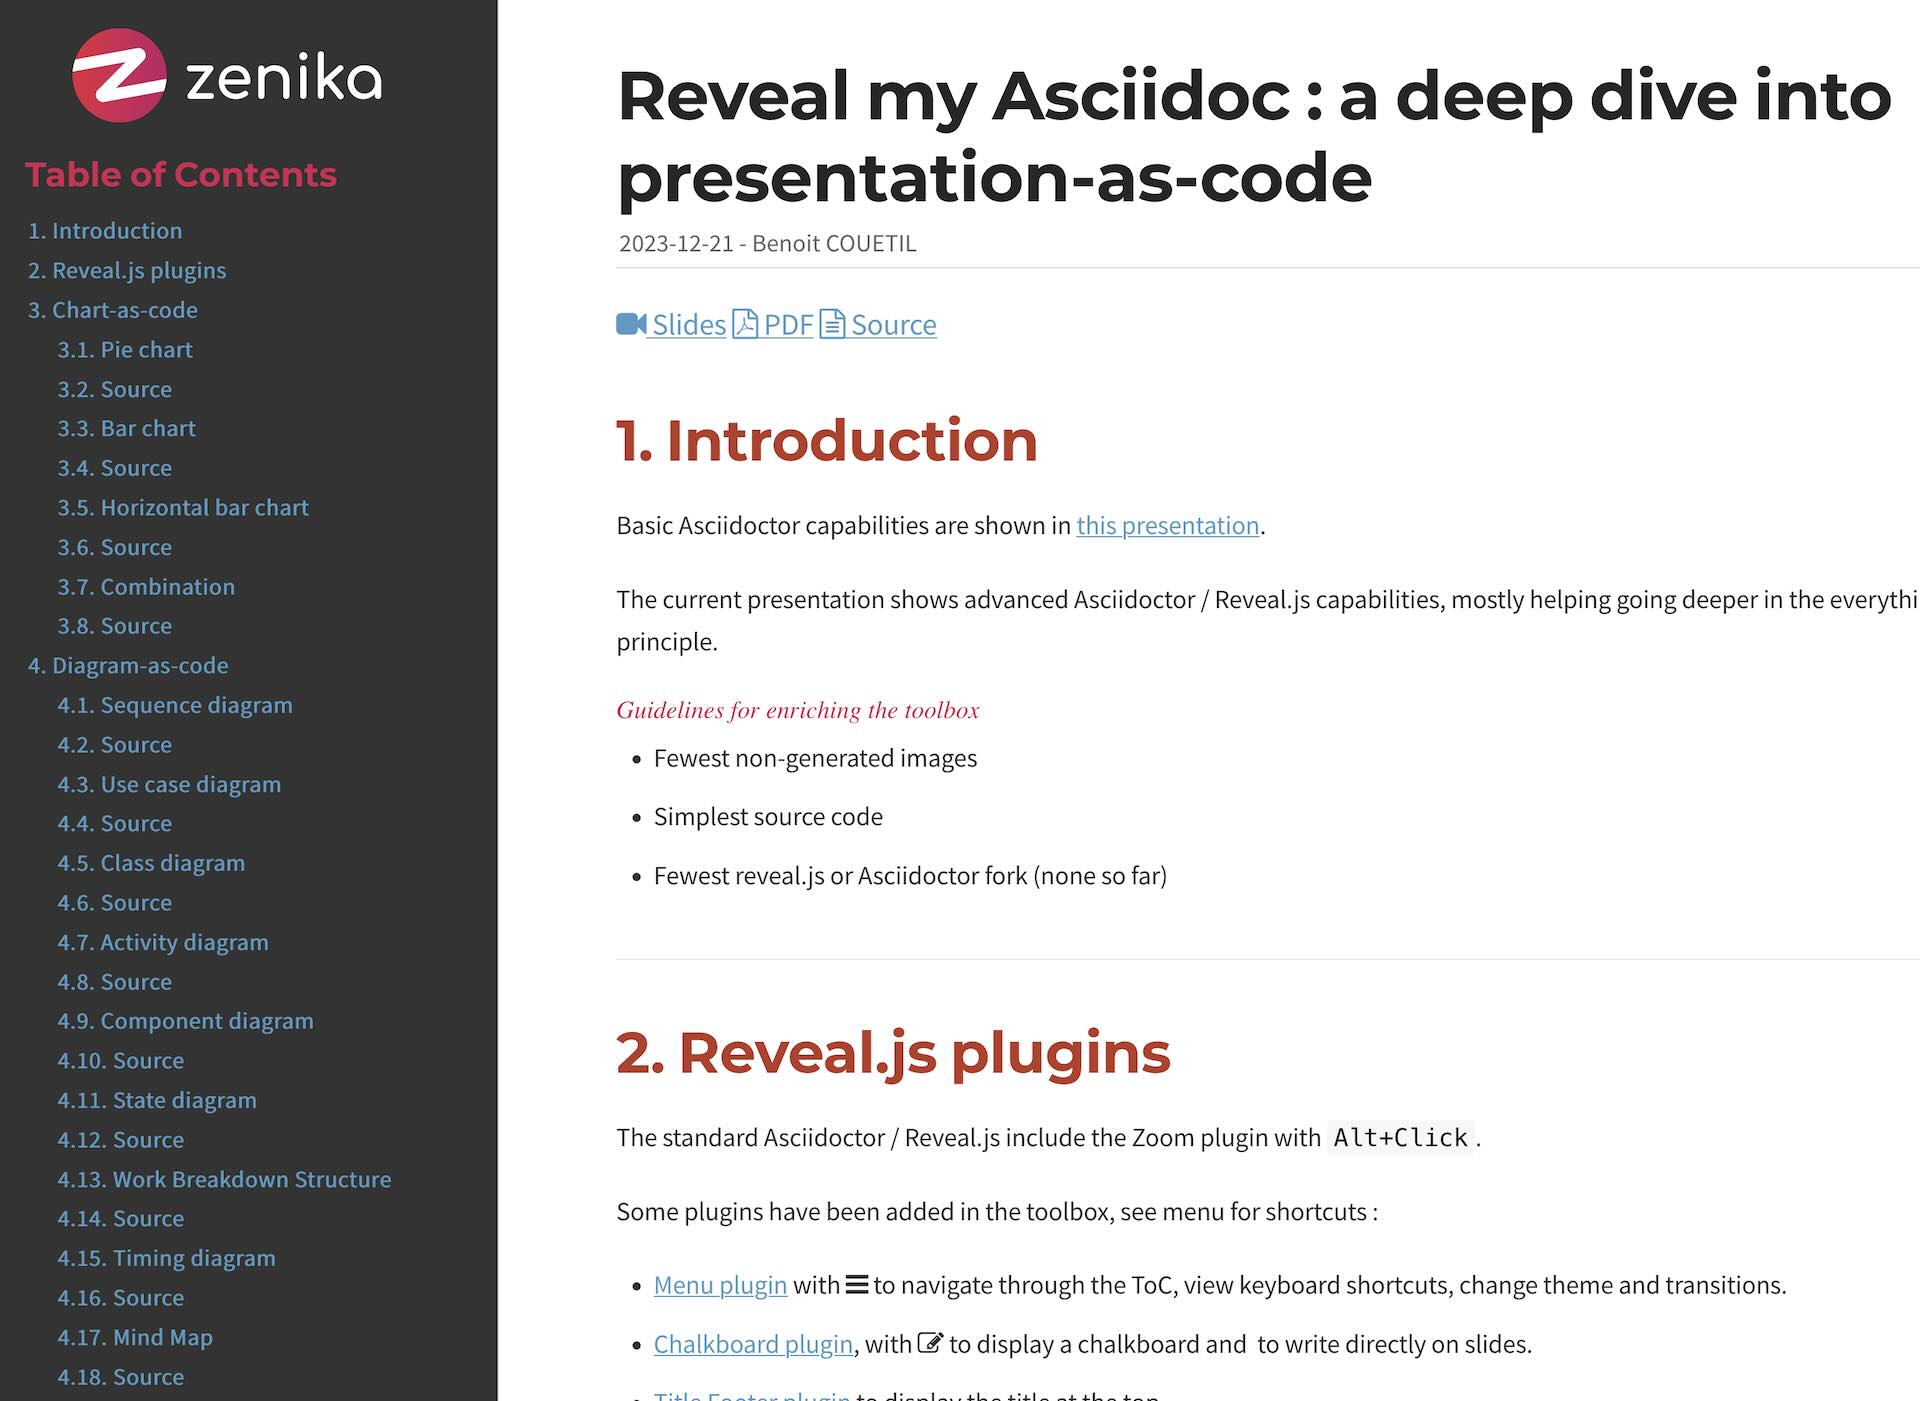 zenika
Table of Contents
1. Introduction
2. Reveal.js plugins
3. Chart-as-code
3.1. Pie chart
3.2. Source
3.3. Bar chart
3.4. Source
3.5. Horizontal bar chart
3.6. Source
3.7. Combination
3.8. Source
4. Diagram-as-code
4.1. Sequence diagram
4.2. Source
4.3. Use case diagram
4.4. Source
4.5. Class diagram
4.6. Source
4.7. Activity diagram
4.8. Source
4.9. Component diagram
4.10. Source
4.11. State diagram
4.12. Source
4.13. Work Breakdown Structure
4.14. Source
4.15. Timing diagram
4.16. Source
4.17. Mind Map
4.18. Source
Reveal my Asciidoc : a deep dive into
presentation-as-code
2023-12-21 - Benoit COUETIL
Slides PDF Source
1. Introduction
Basic Asciidoctor capabilities are shown in this presentation.
The current presentation shows advanced Asciidoctor / Reveal.js capabilities, mostly helping going deeper in the everythi
principle.
Guidelines for enriching the toolbox
• Fewest non-generated images
• Simplest source code
• Fewest reveal.js or Asciidoctor fork (none so far)
2. Reveal.js plugins
The standard Asciidoctor / Reveal.js include the Zoom plugin with Alt+Click .
Some plugins have been added in the toolbox, see menu for shortcuts :
• Menu plugin with to navigate through the ToC, view keyboard shortcuts, change theme and transitions.
• Chalkboard plugin, with to display a chalkboard and to write directly on slides.
• Title Footer plugin to display the title at the top